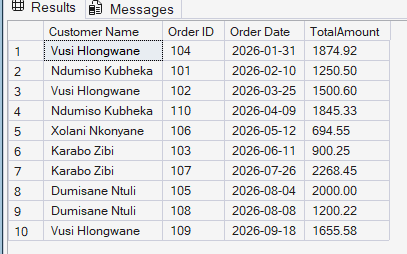 Results Messages
Customer Name Order ID Order Date TotalAmount
1 Vusi Hlongwane 104 2026-01-31 1874.92
2 Ndumiso Kubheka 101 2026-02-10 1250.50
3 Vusi Hlongwane 102 2026-03-25 1500.60
4 Ndumiso Kubheka 110 2026-04-09 1845.33
5 Xolani Nkonyane 106 2026-05-12 694.55
6 Karabo Zibi 103 2026-06-11 900.25
7 Karabo Zibi 107 2026-07-26 2268.45
8 Dumisane Ntuli 105 2026-08-04 2000.00
9 Dumisane Ntuli 108 2026-08-08 1200.22
10 Vusi Hlongwane 109 2026-09-18 1655.58